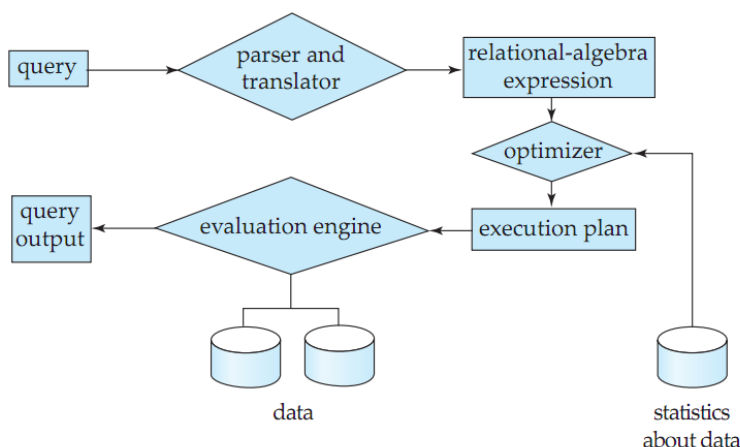 query
parser and
translator
relational-algebra
expression
optimizer
query
output
evaluation engine
execution plan
data
statistics
about data